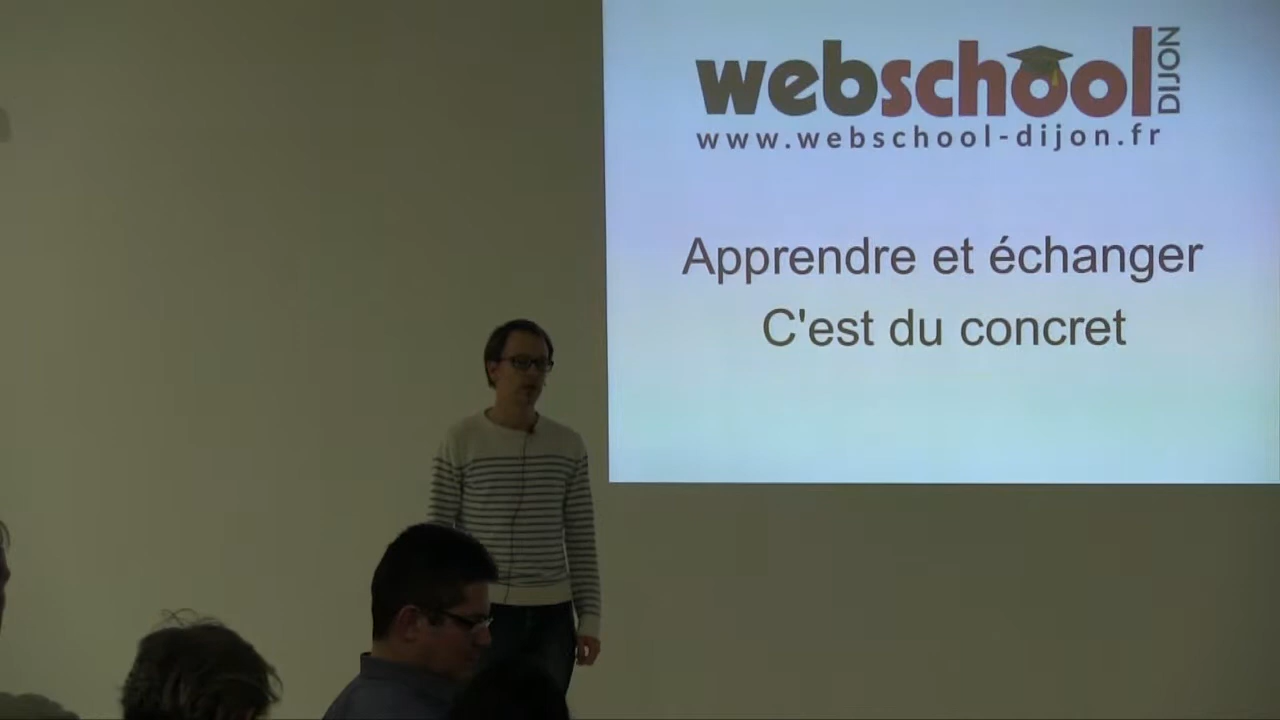 webschool DIJON
www.webschool-dijon.fr
Apprendre et échanger
C'est du concret